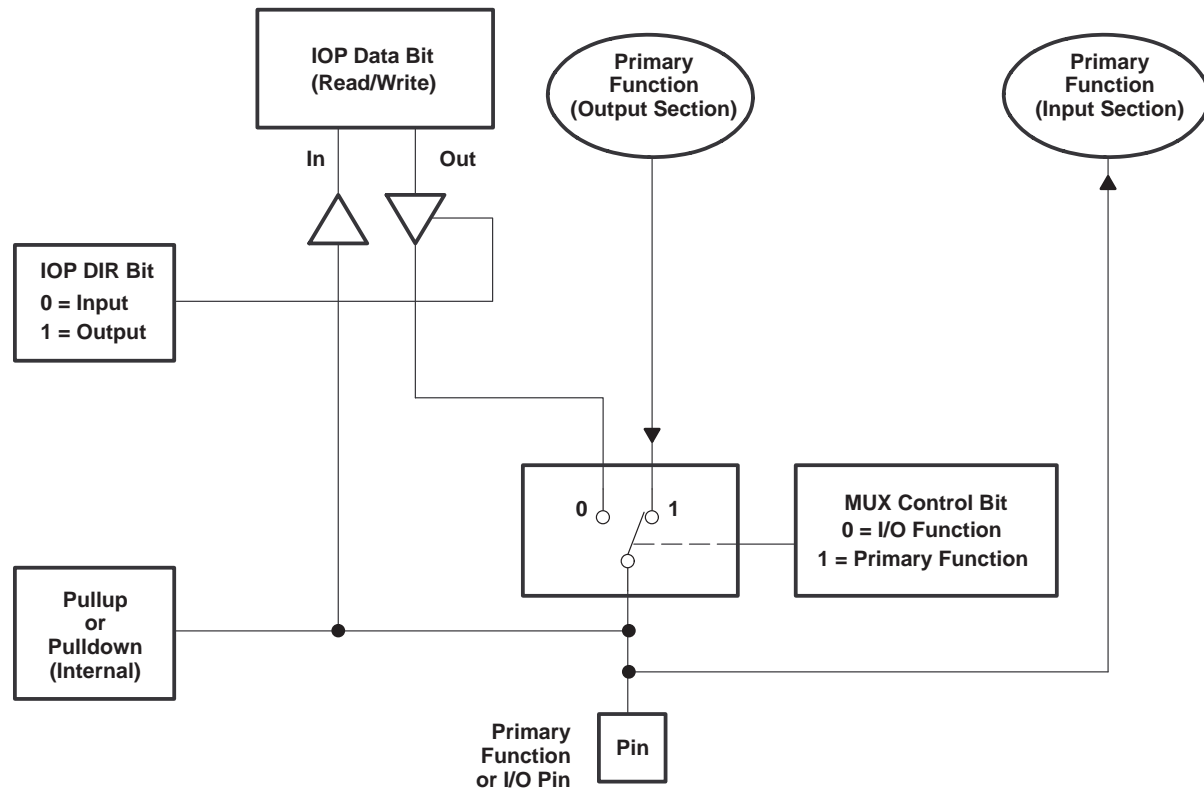 IOP Data Bit
(Read/Write)
Primary
Function
(Output Section)
Primary
Function
(Input Section)
In
Out
IOP DIR Bit
0 = Input
1 = Output
0
1
MUX Control Bit
0 = I/O Function
1 = Primary Function
Pullup
or
Pulldown
(Internal)
Primary
Function
or I/O Pin
Pin